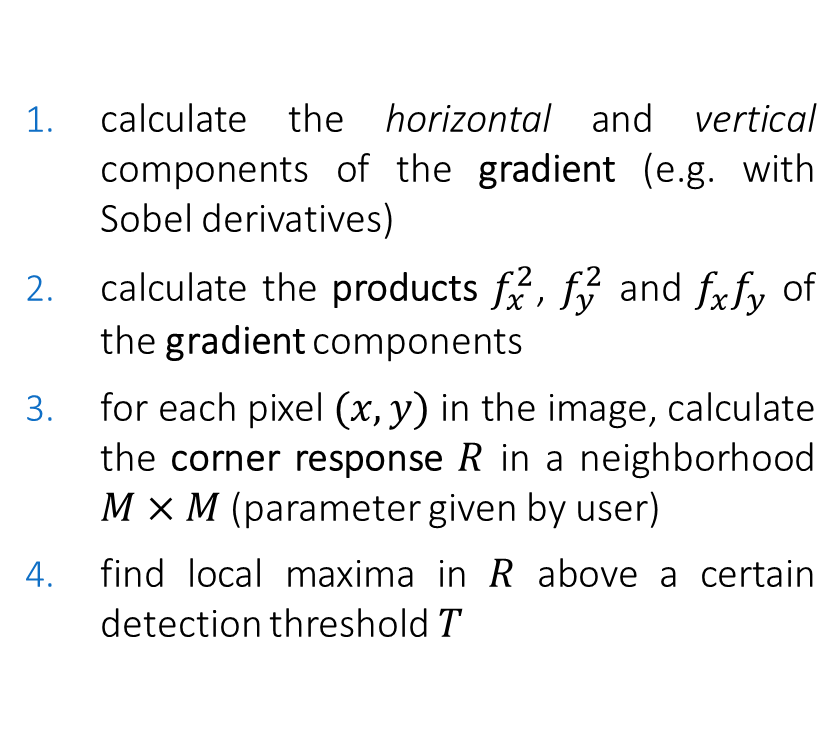 1. calculate the horizontal and vertical
components of the gradient (e.g. with
Sobel derivatives)
2. calculate the products $f_x^2$, $f_y^2$ and $f_x f_y$ of
the gradient components
3. for each pixel $(x, y)$ in the image, calculate
the corner response $R$ in a neighborhood
$M \times M$ (parameter given by user)
4. find local maxima in $R$ above a certain
detection threshold $T$